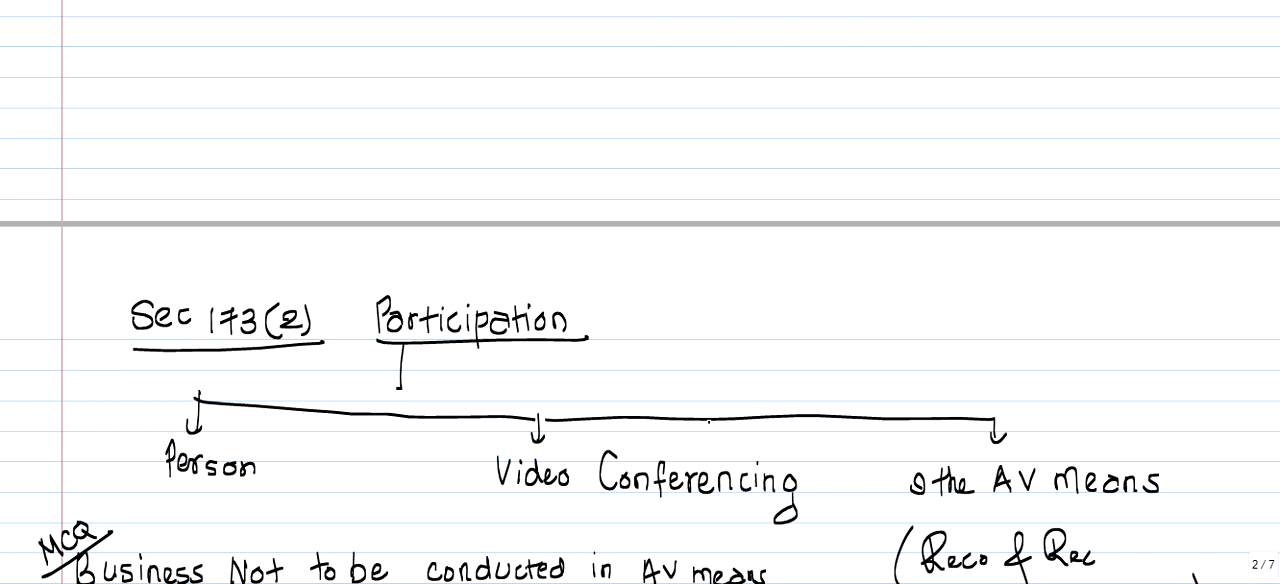 Sec 173(2) Participation
Person Video Conferencing othe AV means
(Reco & Rec
MCQ
Business Not to be conducted in AV means
2 / 7